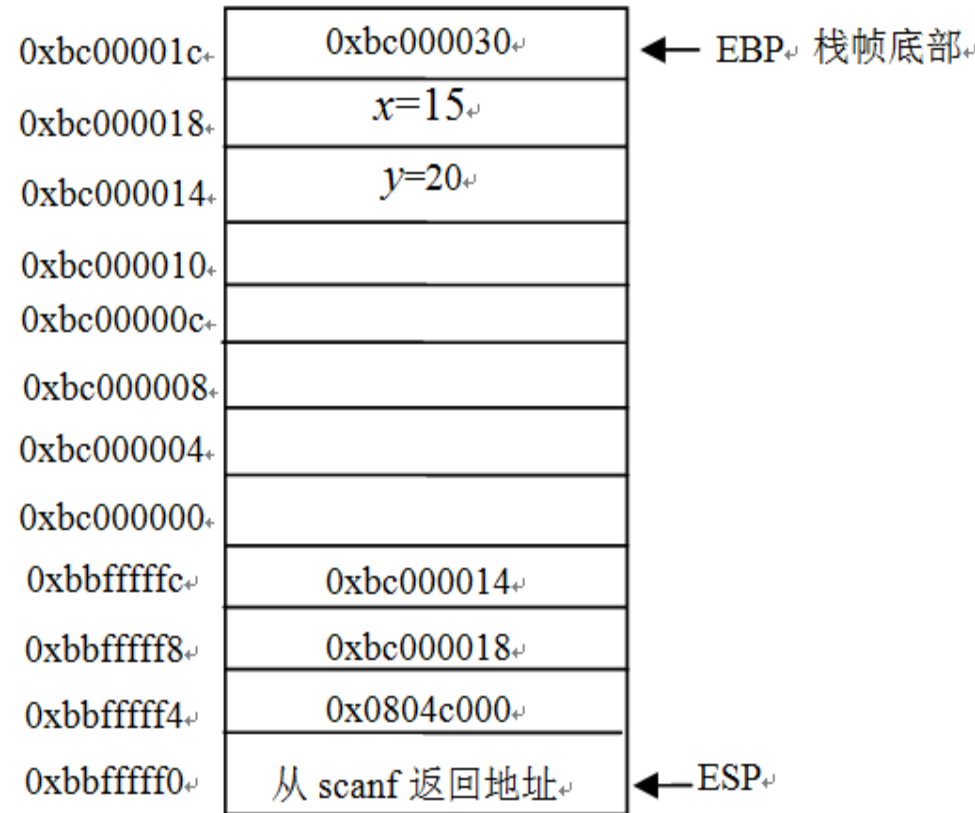 0xbc00001c 0xbc000030 EBP 栈帧底部
0xbc000018 x=15
0xbc000014 y=20
0xbc000010
0xbc00000c
0xbc000008
0xbc000004
0xbc000000
0xbbfffffc 0xbc000014
0xbbfffff8 0xbc000018
0xbbfffff4 0x0804c000
0xbbfffff0 从 scanf 返回地址 ESP